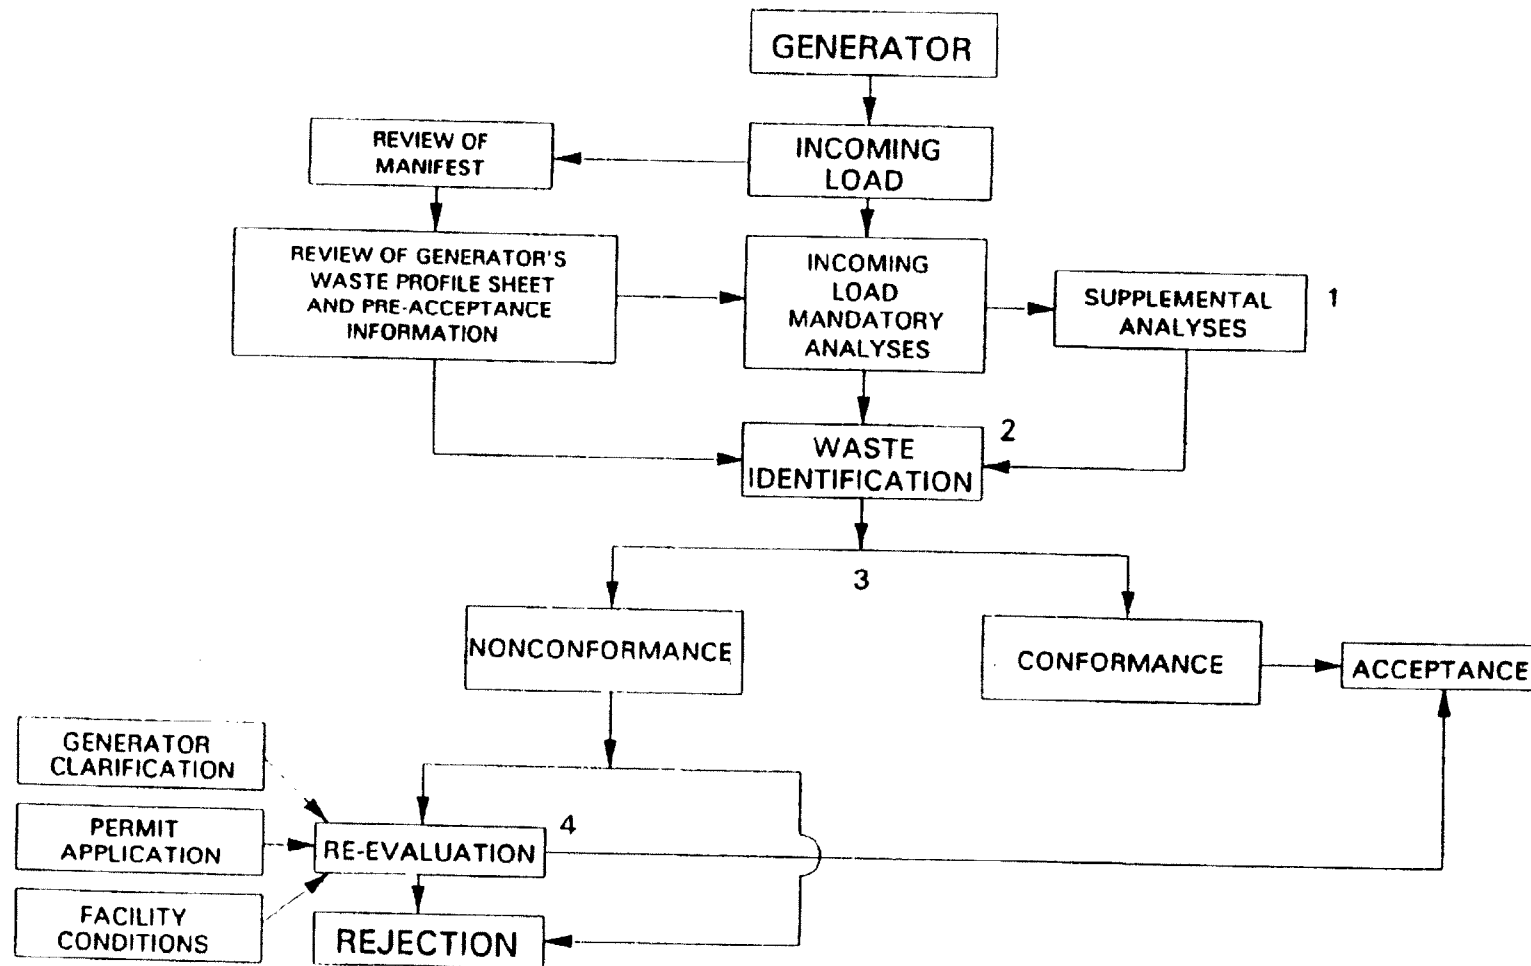 GENERATOR
REVIEW OF
MANIFEST
INCOMING
LOAD
REVIEW OF GENERATOR'S
WASTE PROFILE SHEET
AND PRE-ACCEPTANCE
INFORMATION
INCOMING
LOAD
MANDATORY
ANALYSES
SUPPLEMENTAL
ANALYSES
1
WASTE
IDENTIFICATION
2
3
NONCONFORMANCE
CONFORMANCE
ACCEPTANCE
GENERATOR
CLARIFICATION
PERMIT
APPLICATION
FACILITY
CONDITIONS
RE-EVALUATION
4
REJECTION